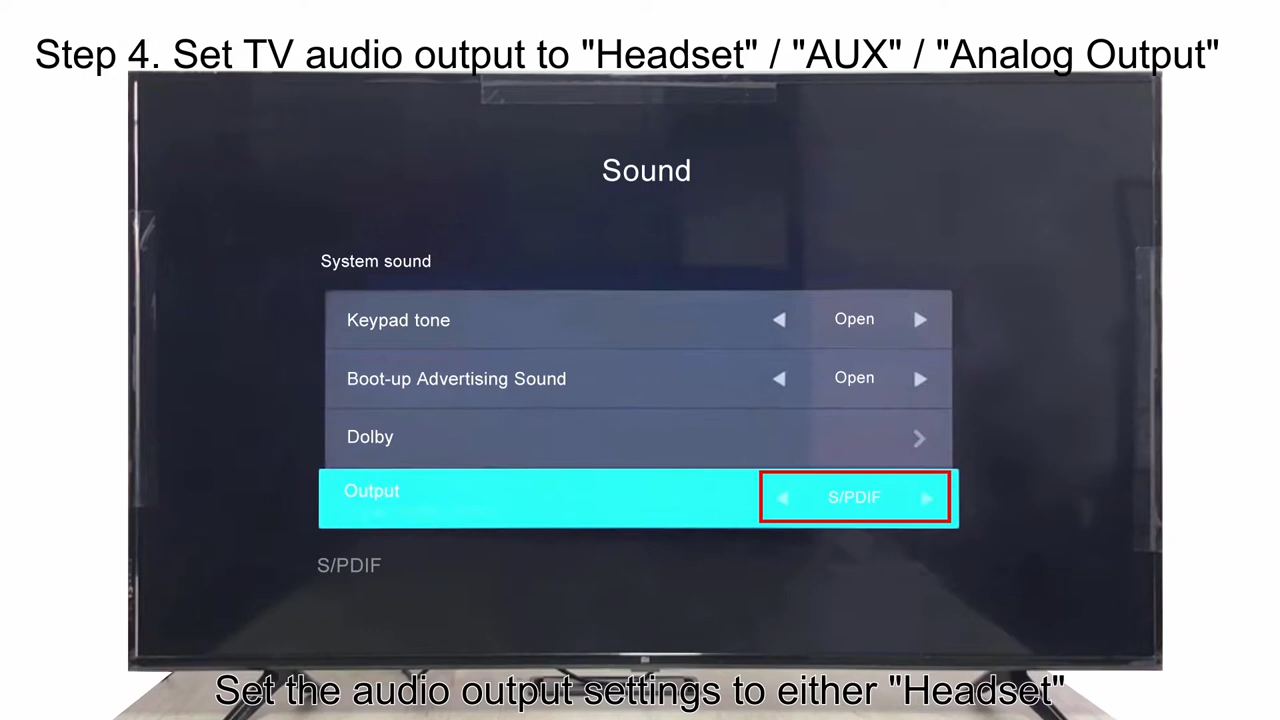 Step 4. Set TV audio output to "Headset" / "AUX" / "Analog Output"
Sound
System sound
Keypad tone Open
Boot-up Advertising Sound Open
Dolby
Output S/PDIF
S/PDIF
Set the audio output settings to either "Headset"